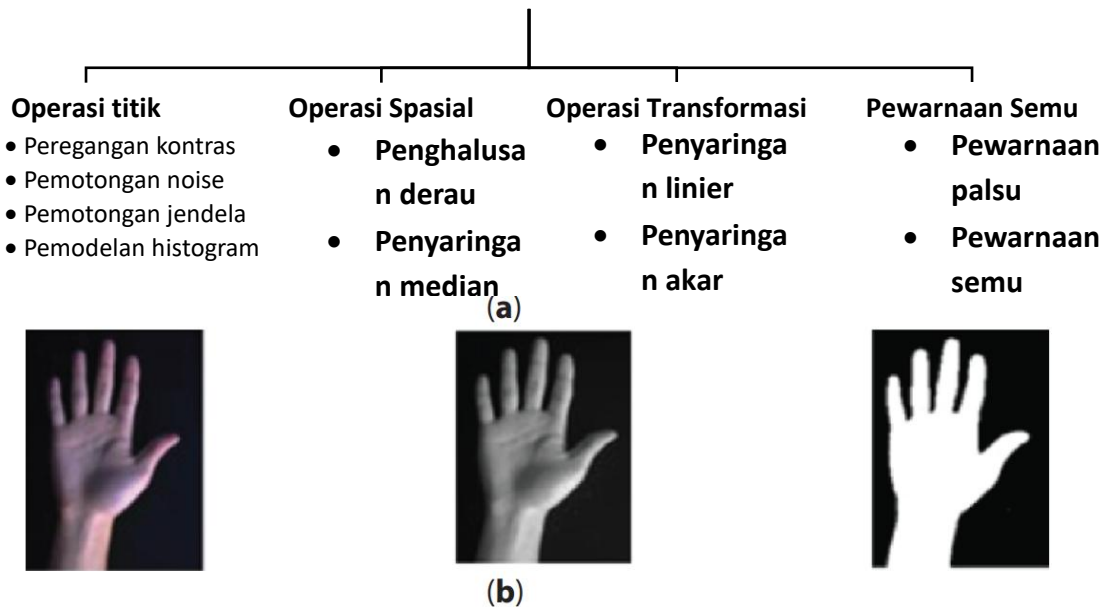 Operasi titik
• Peregangan kontras
• Pemotongan noise
• Pemotongan jendela
• Pemodelan histogram
Operasi Spasial
• Penghalusa
n derau
• Penyaringa
n median
Operasi Transformasi
• Penyaringa
n linier
• Penyaringa
n akar
Pewarnaan Semu
• Pewarnaan
palsu
• Pewarnaan
semu
(a)
(b)